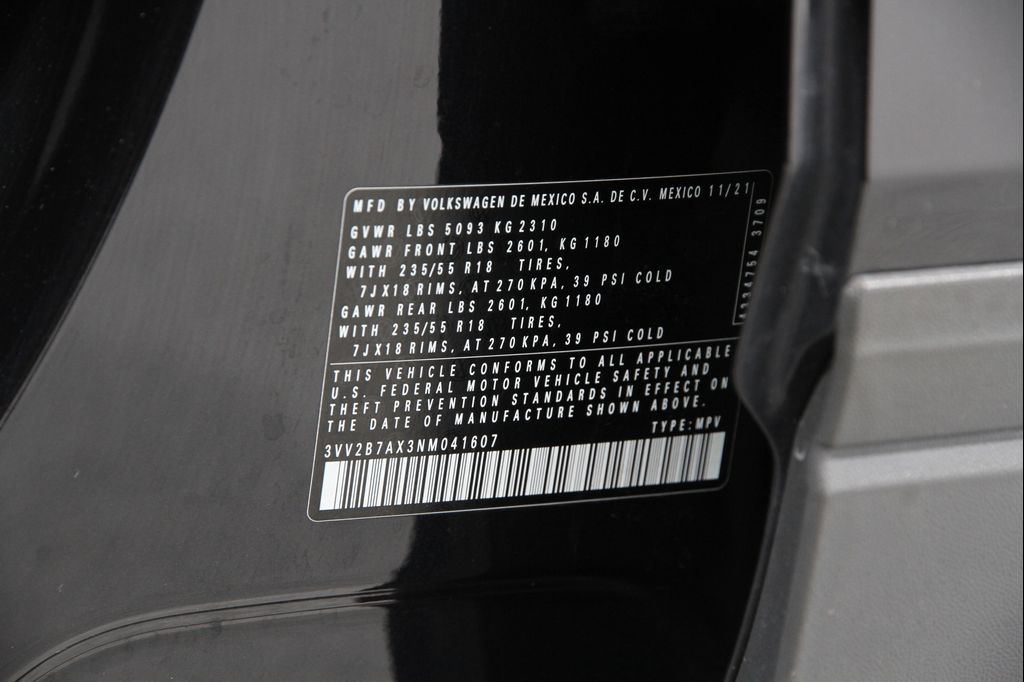 MFD BY VOLKSWAGEN DE MEXICO S.A. DE C.V. MEXICO 11/21
GVWR LBS 5093 KG 2310
GAWR FRONT LBS 2601, KG 1180
WITH 235/55 R18 TIRES,
7JX18 RIMS, AT 270 KPA, 39 PSI COLD
GAWR REAR LBS 2601, KG 1180
WITH 235/55 R18 TIRES,
7JX18 RIMS, AT 270 KPA, 39 PSI COLD
THIS VEHICLE CONFORMS TO ALL APPLICABLE
U.S. FEDERAL MOTOR VEHICLE SAFETY AND
THEFT PREVENTION STANDARDS IN EFFECT ON
THE DATE OF MANUFACTURE SHOWN ABOVE.
TYPE: MPV
3VV2B7AX3NM041607
3709